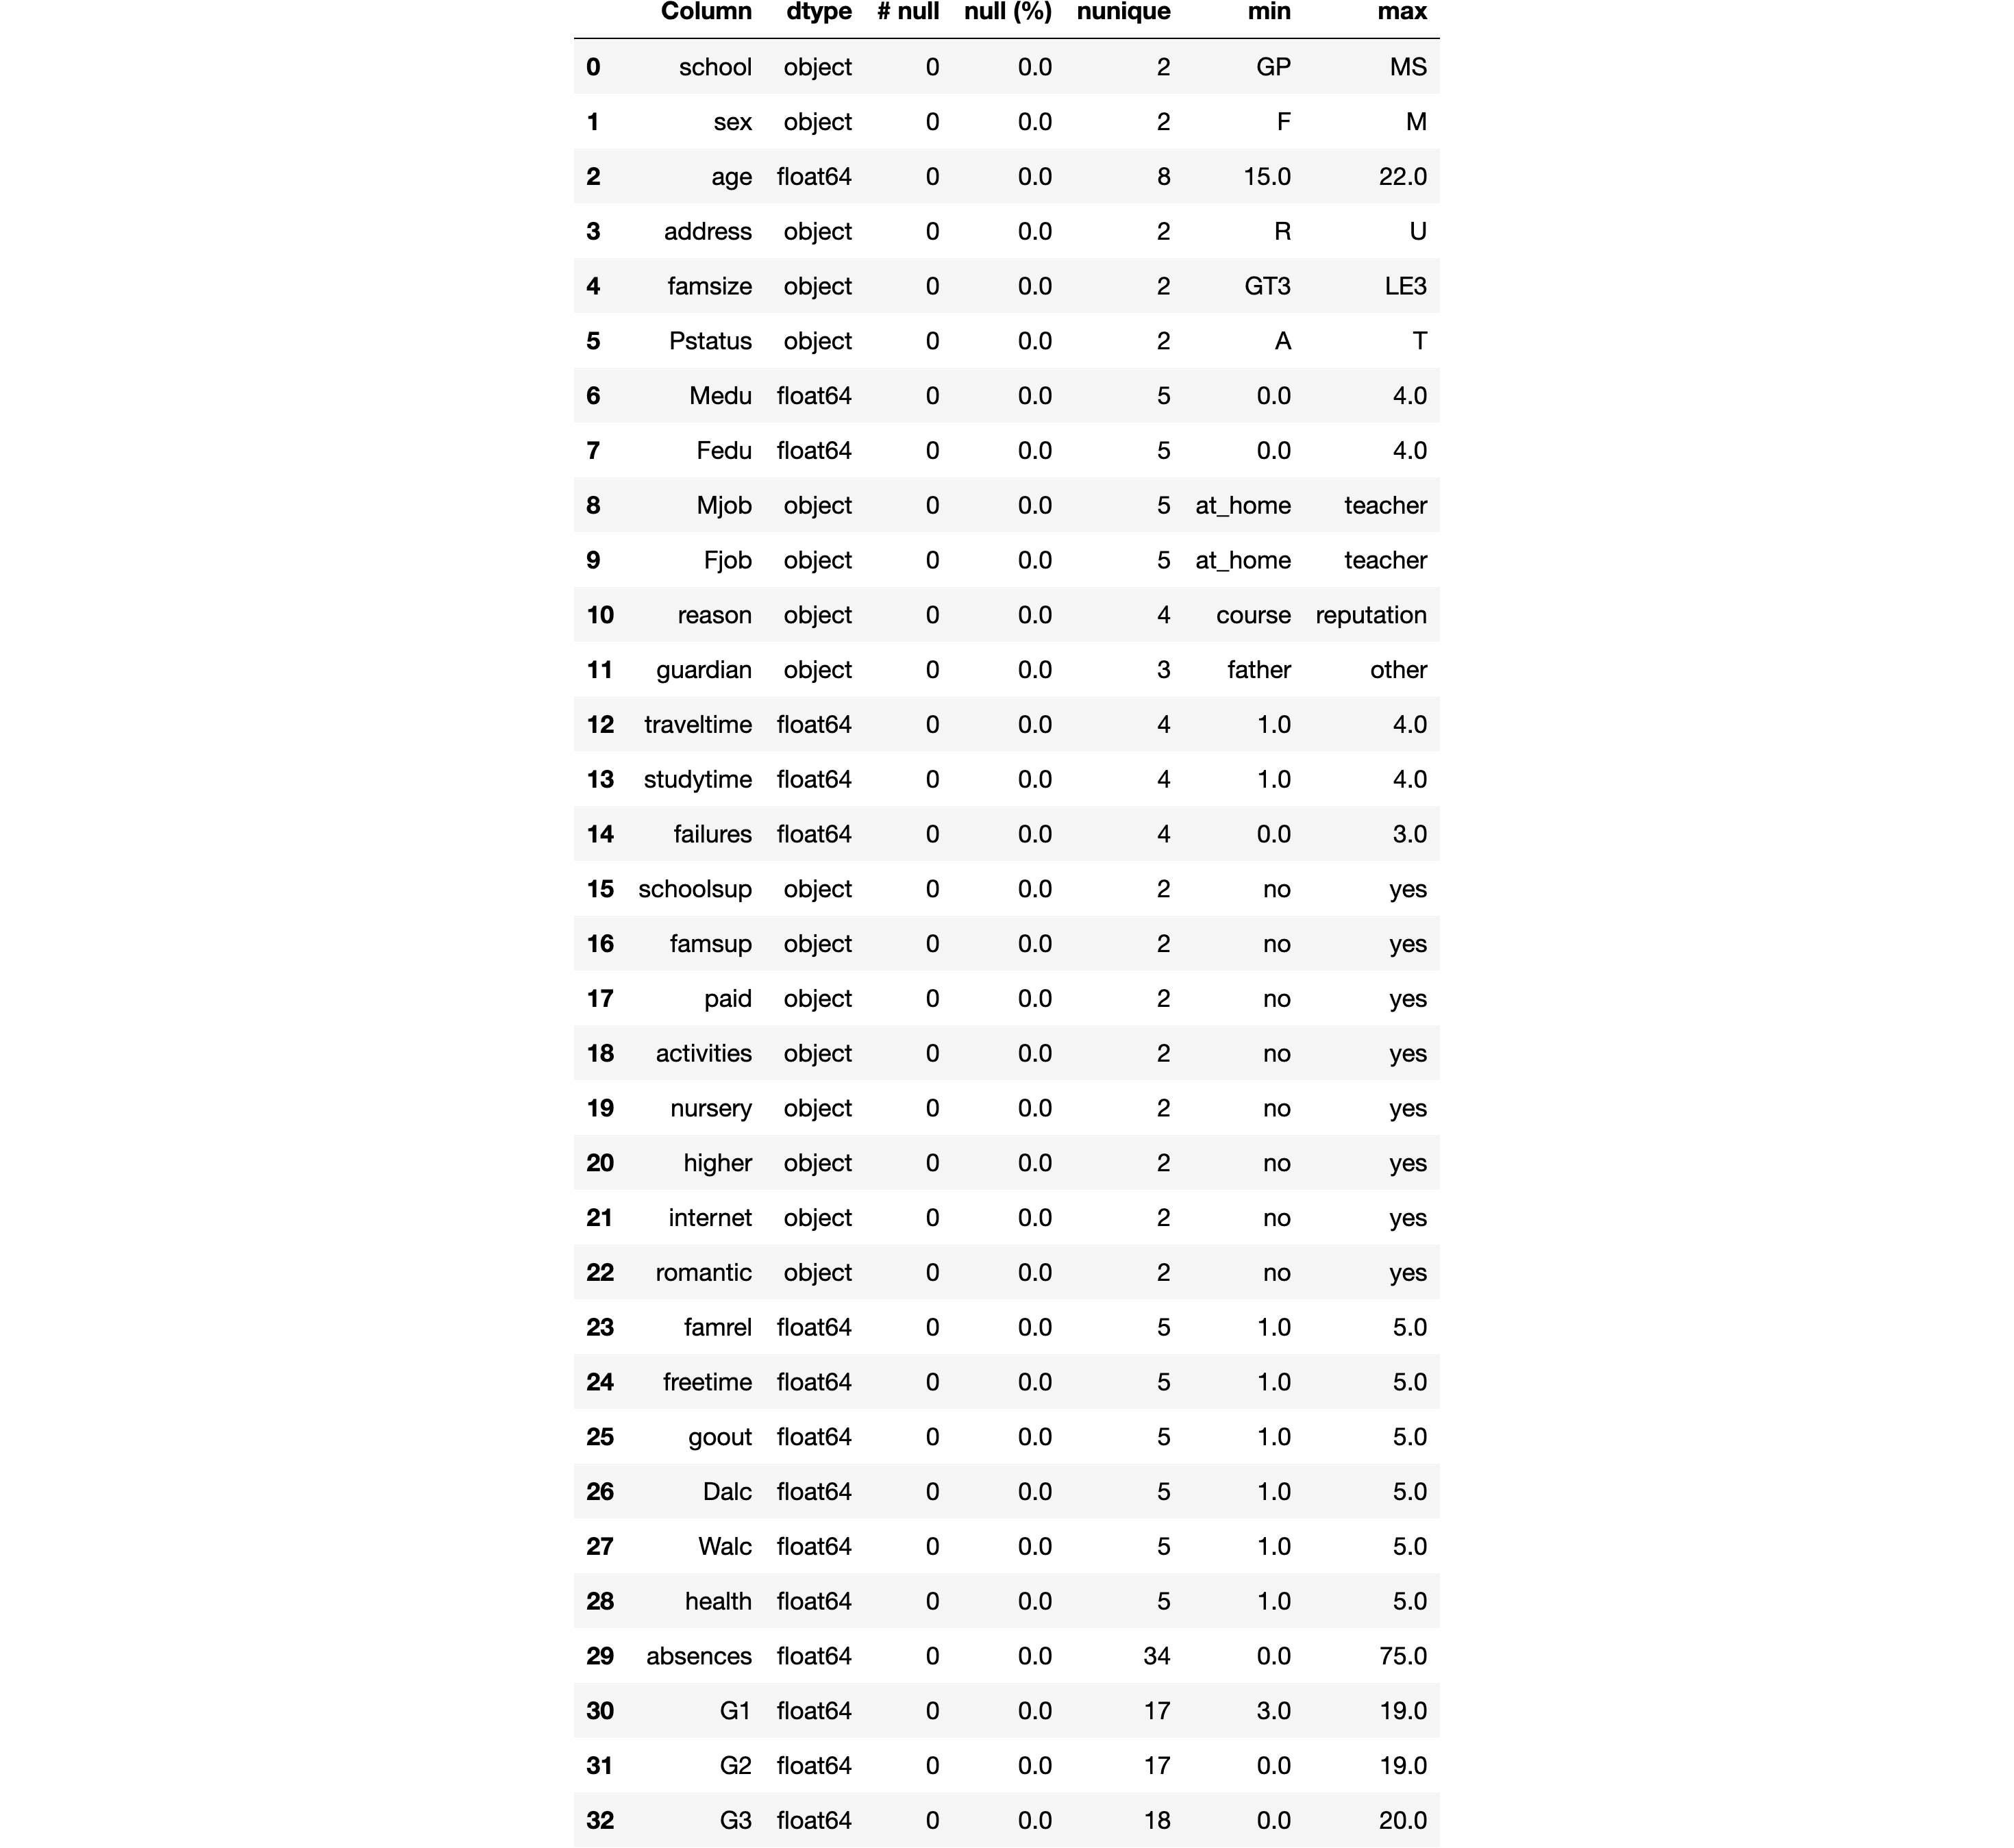 Column dtype # null null (%) nunique min max
0 school object 0 0.0 2 GP MS
1 sex object 0 0.0 2 F M
2 age float64 0 0.0 8 15.0 22.0
3 address object 0 0.0 2 R U
4 famsize object 0 0.0 2 GT3 LE3
5 Pstatus object 0 0.0 2 A T
6 Medu float64 0 0.0 5 0.0 4.0
7 Fedu float64 0 0.0 5 0.0 4.0
8 Mjob object 0 0.0 5 at_home teacher
9 Fjob object 0 0.0 5 at_home teacher
10 reason object 0 0.0 4 course reputation
11 guardian object 0 0.0 3 father other
12 traveltime float64 0 0.0 4 1.0 4.0
13 studytime float64 0 0.0 4 1.0 4.0
14 failures float64 0 0.0 4 0.0 3.0
15 schoolsup object 0 0.0 2 no yes
16 famsup object 0 0.0 2 no yes
17 paid object 0 0.0 2 no yes
18 activities object 0 0.0 2 no yes
19 nursery object 0 0.0 2 no yes
20 higher object 0 0.0 2 no yes
21 internet object 0 0.0 2 no yes
22 romantic object 0 0.0 2 no yes
23 famrel float64 0 0.0 5 1.0 5.0
24 freetime float64 0 0.0 5 1.0 5.0
25 goout float64 0 0.0 5 1.0 5.0
26 Dalc float64 0 0.0 5 1.0 5.0
27 Walc float64 0 0.0 5 1.0 5.0
28 health float64 0 0.0 5 1.0 5.0
29 absences float64 0 0.0 34 0.0 75.0
30 G1 float64 0 0.0 17 3.0 19.0
31 G2 float64 0 0.0 17 0.0 19.0
32 G3 float64 0 0.0 18 0.0 20.0